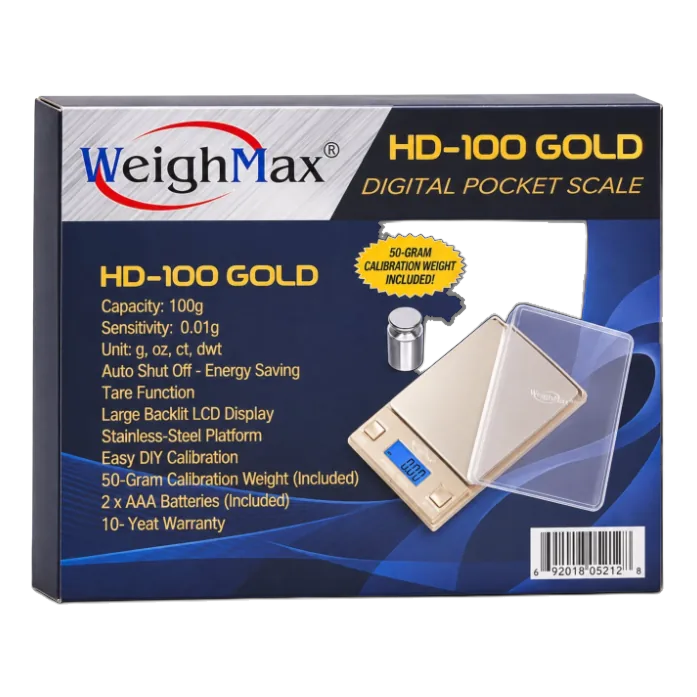 WeighMax®
HD-100 GOLD
DIGITAL POCKET SCALE
50-GRAM
CALIBRATION WEIGHT
INCLUDED!
HD-100 GOLD
Capacity: 100g
Sensitivity: 0.01g
Unit: g, oz, ct, dwt
Auto Shut Off - Energy Saving
Tare Function
Large Backlit LCD Display
Stainless-Steel Platform
Easy DIY Calibration
50-Gram Calibration Weight (Included)
2 x AAA Batteries (Included)
10- Yeat Warranty
WeighMax
0.00
6 92018 05212 8